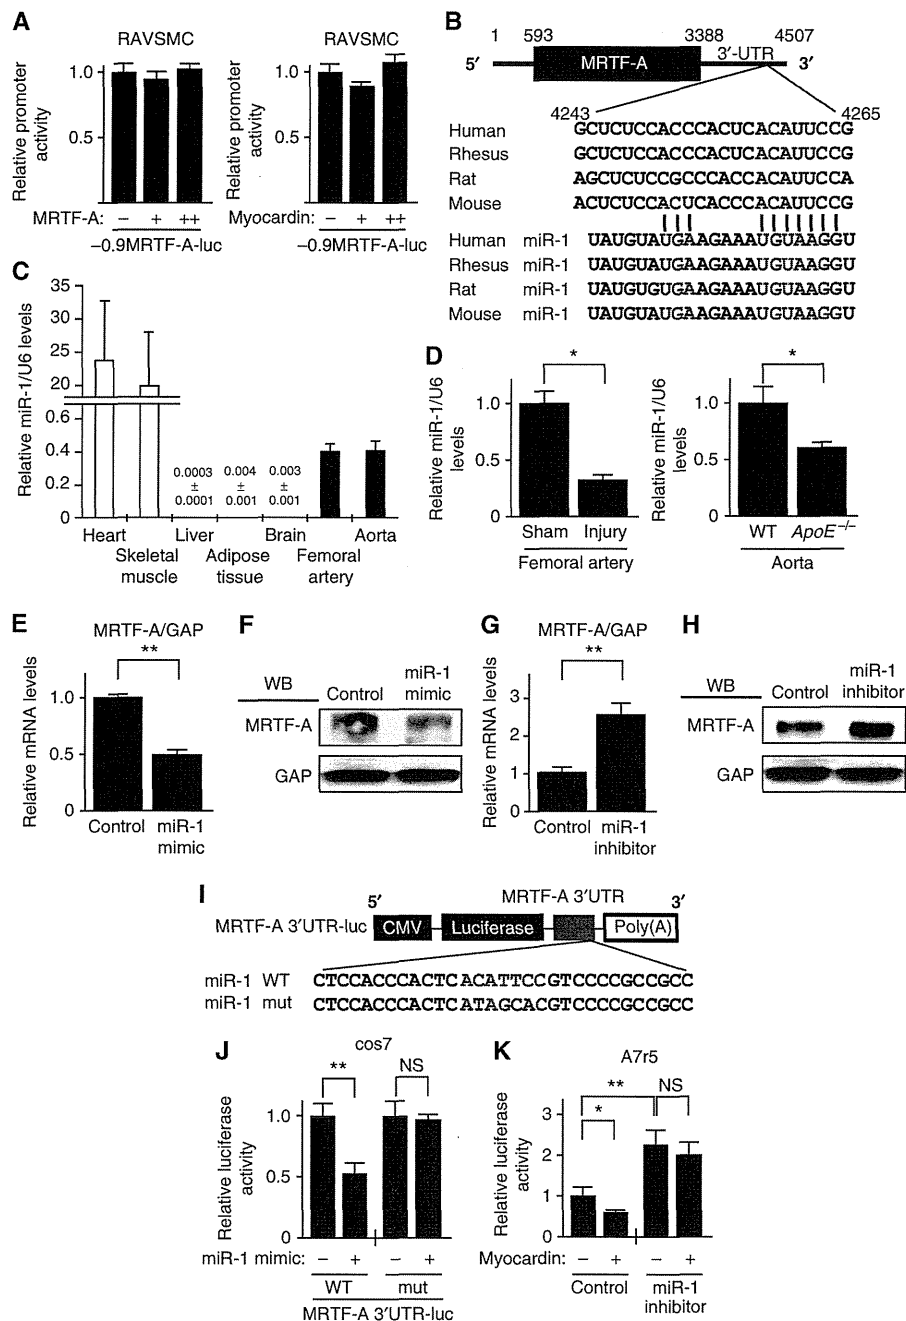 A
RAVSMC
RAVSMC
Relative promoter activity
1.0
0.5
Relative promoter activity
1.0
0.5
MRTF-A: – + ++
Myocardin: – + ++
–0.9MRTF-A-luc
–0.9MRTF-A-luc
B
1 593 3388 4507
5′ MRTF-A 3′-UTR 3′
4243 4265
Human GCUCUCCACCCACUCACAUUCCG
Rhesus GCUCUCCACCCACUCACAUUCCG
Rat AGCUCUCCGCCCACCACAUUCCA
Mouse ACUCUCCACUCACCCACAUUCCG
Human miR-1 UAUGUAUGAAGAAAUGUAAGGU
Rhesus miR-1 UAUGUAUGAAGAAAUGUAAGGU
Rat miR-1 UAUGUGUGAAGAAAUGUAAGGU
Mouse miR-1 UAUGUAUGAAGAAAUGUAAGGU
C
Relative miR-1/U6 levels
35
30
25
20
0.6
0.4
0.2
0
0.0003 ± 0.0001
0.004 ± 0.001
0.003 ± 0.001
Heart
Skeletal muscle
Liver
Adipose tissue
Brain
Femoral artery
Aorta
D
Relative miR-1/U6 levels
1.0
0.5
0
*
Sham Injury
Femoral artery
Relative miR-1/U6 levels
1.0
0.5
0
*
WT ApoE−/−
Aorta
E
MRTF-A/GAP
**
Relative mRNA levels
1.0
0.5
0
Control miR-1 mimic
F
WB Control miR-1 mimic
MRTF-A
GAP
G
MRTF-A/GAP
**
Relative mRNA levels
3
2
1
0
Control miR-1 inhibitor
H
WB Control miR-1 inhibitor
MRTF-A
GAP
I
5′ MRTF-A 3′UTR 3′
MRTF-A 3′UTR-luc CMV Luciferase Poly(A)
miR-1 WT CTCCACCCACTCACATTCCGTCCCCGCCGCC
miR-1 mut CTCCACCCACTCATAGCACGTCCCCGCCGCC
J
cos7
** NS
Relative luciferase activity
1.0
0.5
0
miR-1 mimic: – + – +
WT mut
MRTF-A 3′UTR-luc
K
A7r5
** NS
*
Relative luciferase activity
3
2
1
0
Myocardin: – + – +
Control miR-1 inhibitor